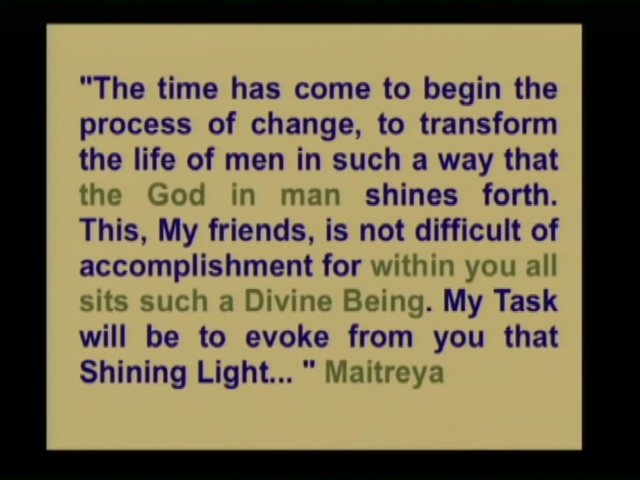 "The time has come to begin the
process of change, to transform
the life of men in such a way that
the God in man shines forth.
This, My friends, is not difficult of
accomplishment for within you all
sits such a Divine Being. My Task
will be to evoke from you that
Shining Light... " Maitreya